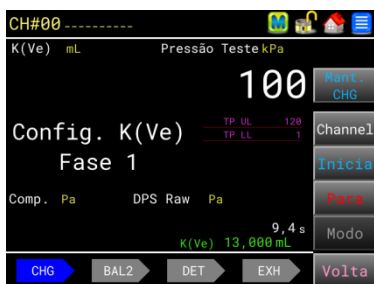 CH#00 ----------
M
K(Ve) mL Pressão Teste kPa
100
Mant. CHG
TP UL 120
TP LL 1
Config. K(Ve)
Fase 1
Channel
Inicia
Comp. Pa DPS Raw Pa
Para
9,4 s
K(Ve) 13,000 mL
Modo
CHG BAL2 DET EXH
Volta